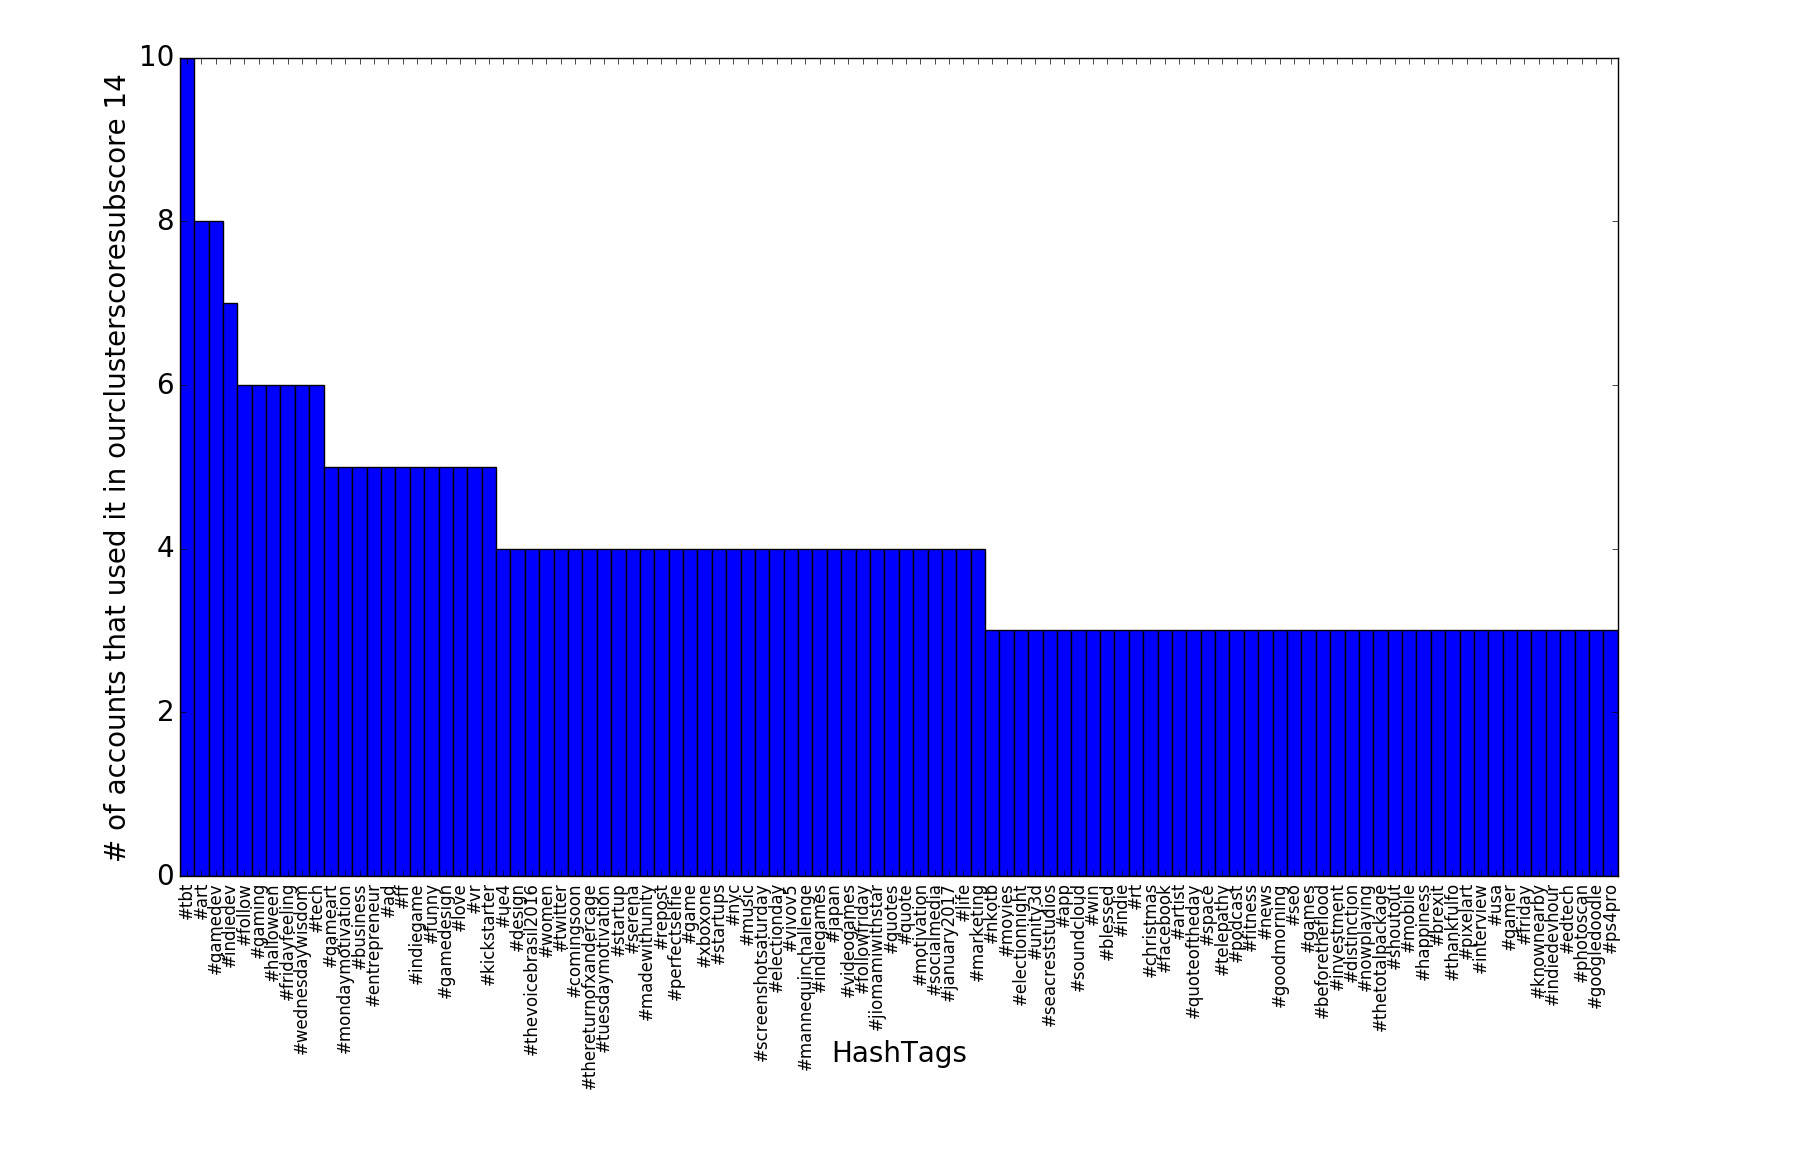 # of accounts that used it in ourclusterscoresubscore 14
10
8
6
4
2
0
#tbt
#art
#gamedev
#indiedev
#follow
#gaming
#halloween
#fridayfeeling
#wednesdaywisdom
#tech
#gameart
#mondaymotivation
#business
#entrepreneur
#ad
#ff
#indiegame
#funny
#gamedesign
#love
#vr
#kickstarter
#ue4
#design
#thevoicebrasil2016
#women
#twitter
#comingsoon
#thereturnofxandercage
#tuesdaymotivation
#startup
#serena
#madewithunity
#repost
#perfectselfie
#game
#xboxone
#startups
#nyc
#music
#screenshotsaturday
#electionday
#vivov5
#mannequinchallenge
#indiegames
#japan
#videogames
#followfriday
#jiomamiwithstar
#quotes
#quote
#motivation
#socialmedia
#january2017
#life
#marketing
#nkotb
#movies
#electionnight
#unity3d
#seacreststudios
#ap
#soundcloud
#win
#blessed
#indie
#rt
#christmas
#facebook
#artist
#quoteoftheday
#space
#telepathy
#podcast
#fitness
#news
#goodmorning
#seo
#games
#beforetheflood
#investment
#distinction
#nowplaying
#thetotalpackage
#shoutout
#mobile
#happiness
#brexit
#thankfulfo
#pixelart
#interview
#usa
#gamer
#friday
#knownearby
#indiedevhour
#edtech
#photoscan
#googledoodle
#ps4pro
HashTags